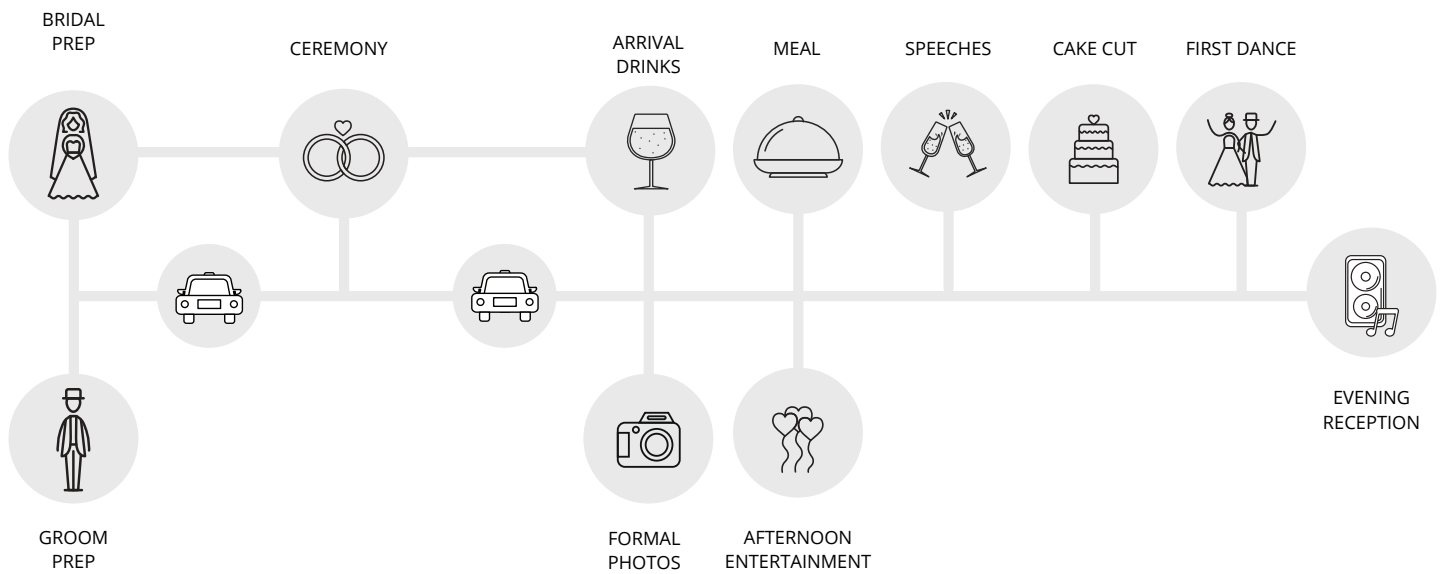 BRIDAL
PREP
CEREMONY
ARRIVAL
DRINKS
MEAL
SPEECHES
CAKE CUT
FIRST DANCE
EVENING
RECEPTION
GROOM
PREP
FORMAL
PHOTOS
AFTERNOON
ENTERTAINMENT